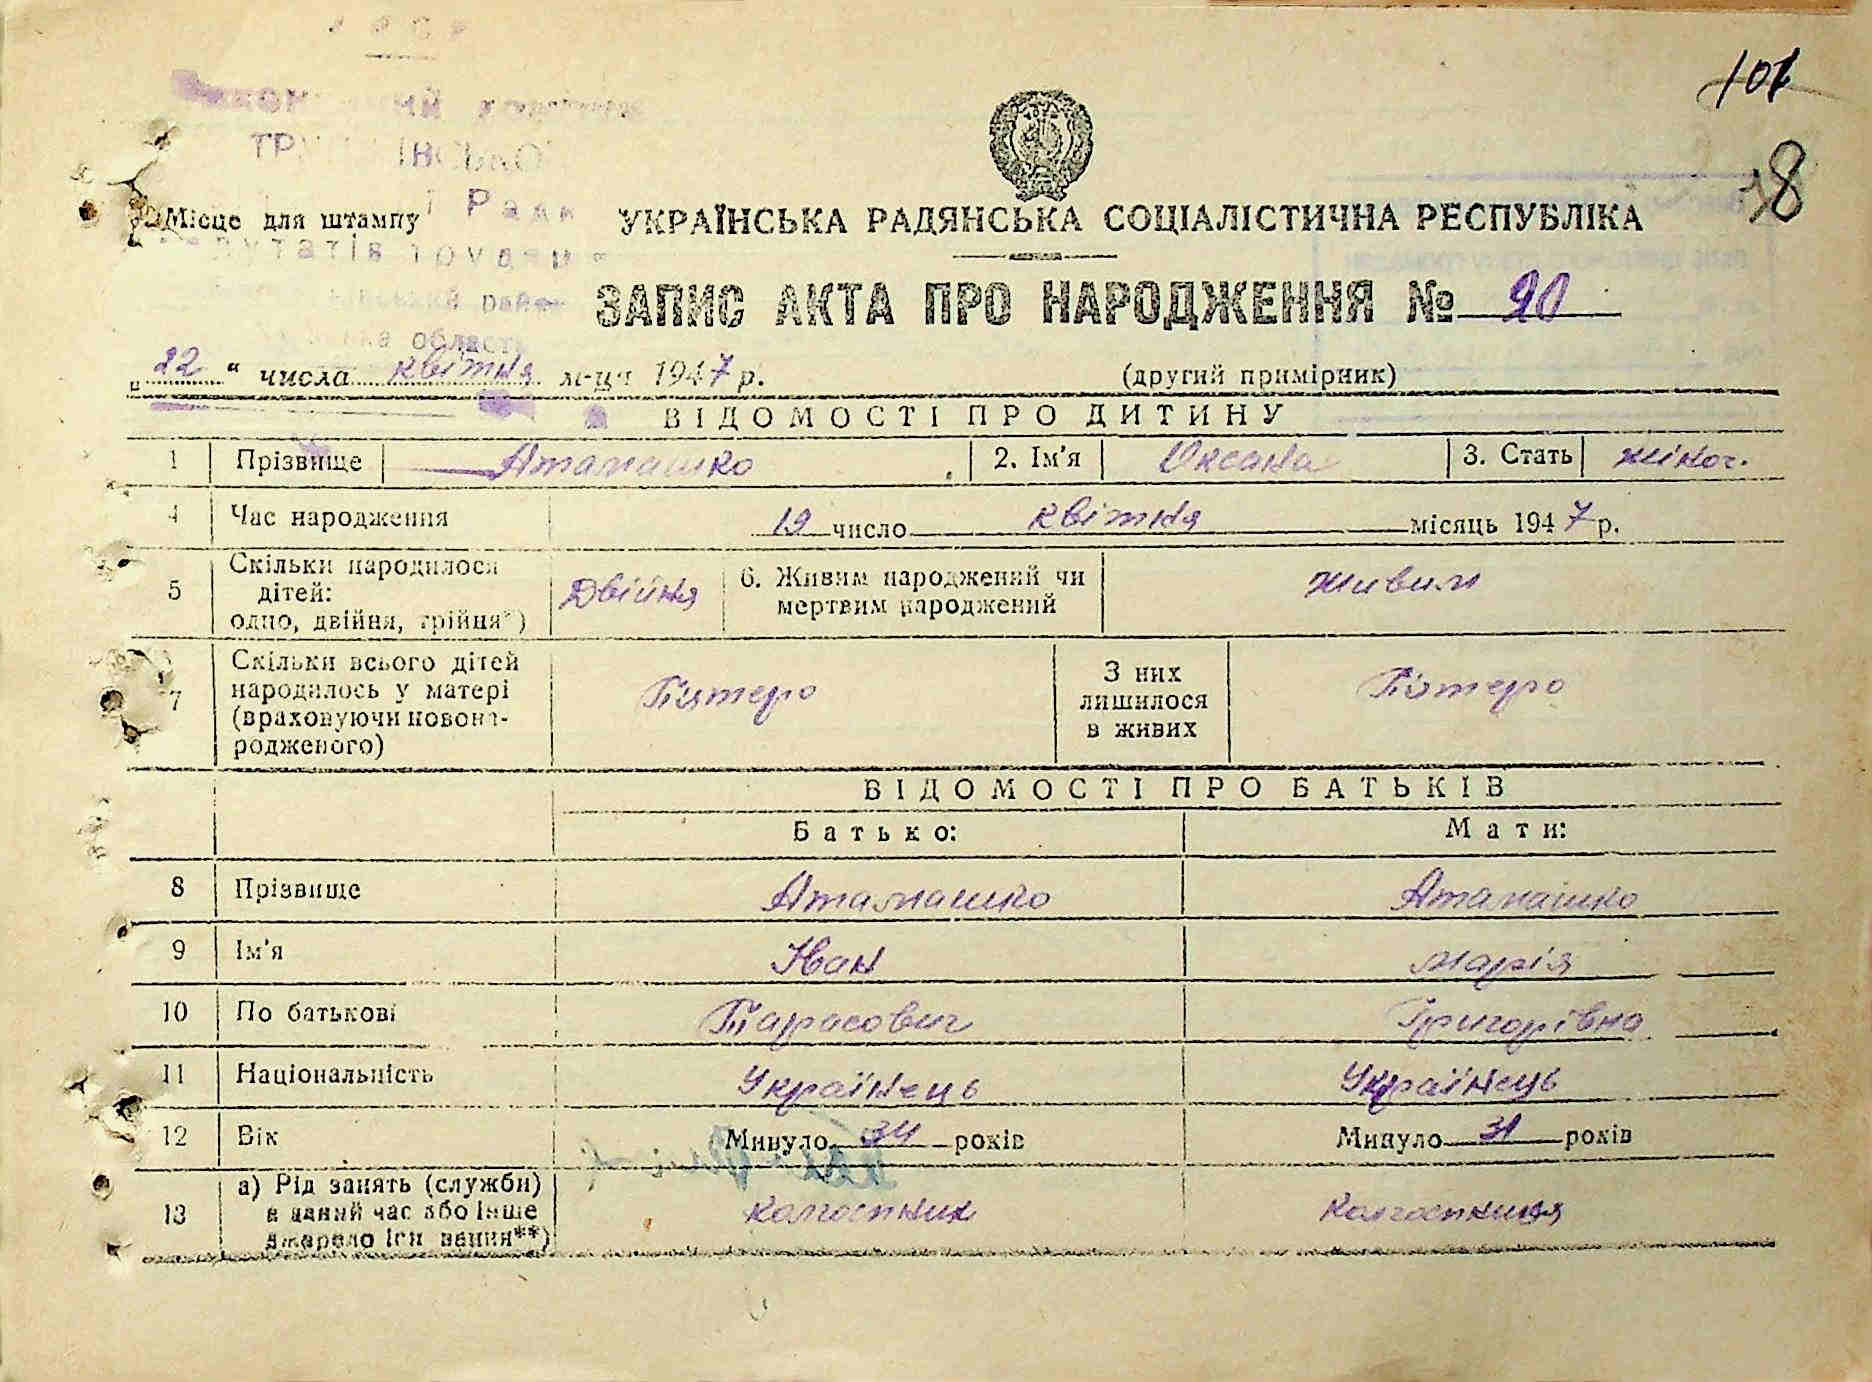 101
18
Місце для штампу
УКРАЇНСЬКА РАДЯНСЬКА СОЦІАЛІСТИЧНА РЕСПУБЛІКА
ЗАПИС АКТА ПРО НАРОДЖЕННЯ № 20
„22“ числа квітня м-ця 1947 р. (другий примірник)
ВІДОМОСТІ ПРО ДИТИНУ
1 Прізвище Атамашко 2. Ім'я Оксана 3. Стать жіноч.
4 Час народження 19 число квітня місяць 1947 р.
5 Скільки народилося дітей: одно, двійня, трійня*) Двійня 6. Живим народжений чи мертвим народжений живим
7 Скільки всього дітей народилось у матері (враховуючи новонародженого) Пятеро З них лишилося в живих Пятеро
ВІДОМОСТІ ПРО БАТЬКІВ
Батько: Мати:
8 Прізвище Атамашко Атамашко
9 Ім'я Іван Марія
10 По батькові Тарасович Григорівна
11 Національність Українець Українець
12 Вік Минуло 34 років Минуло 31 років
13 а) Рід занять (служби) в даний час або інше джерело існування**) колгоспник колгоспниця